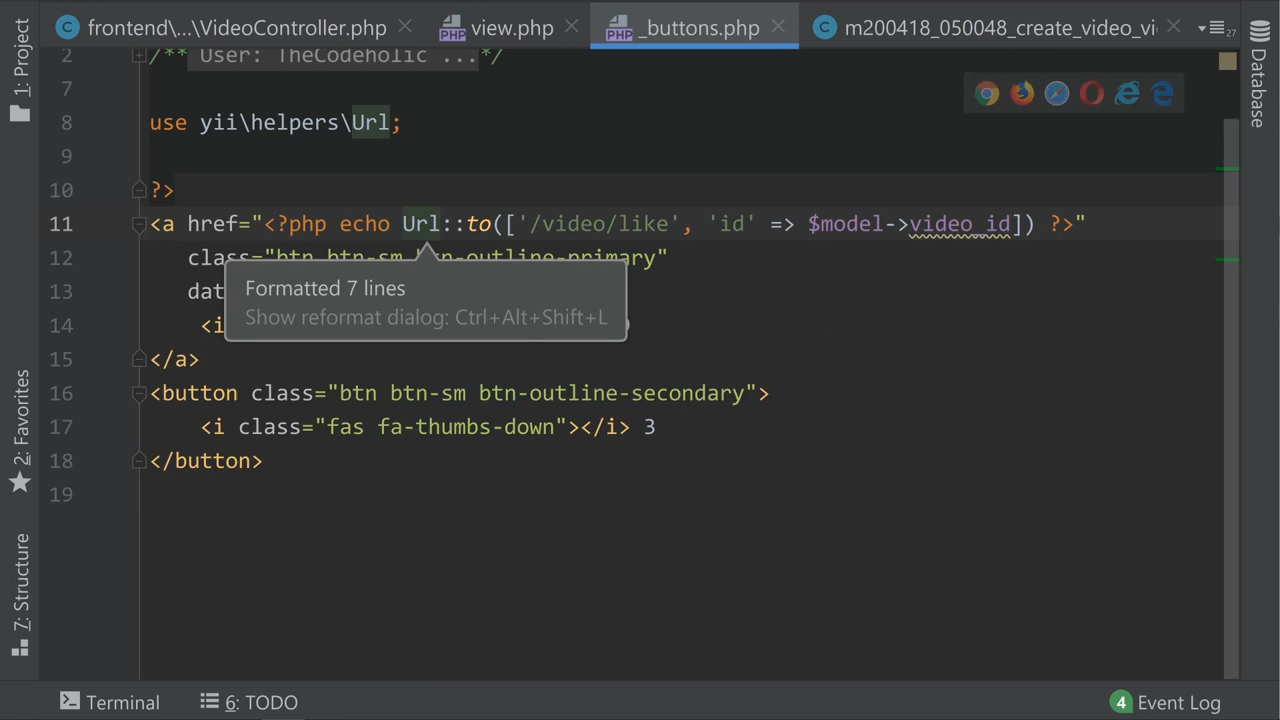 frontend\...\VideoController.php
view.php
_buttons.php
m200418_050048_create_video_vi
27
1: Project
2: Favorites
7: Structure
Database
2 /** User: TheCodeholic ... */
7
8 use yii\helpers\Url;
9
10 ?>
11 <a href="<?php echo Url::to(['/video/like', 'id' => $model->video_id]) ?>"
12 class="btn btn-sm btn-outline-primary"
13 dat
Formatted 7 lines
Show reformat dialog: Ctrl+Alt+Shift+L
14 <i
15 </a>
16 <button class="btn btn-sm btn-outline-secondary">
17 <i class="fas fa-thumbs-down"></i> 3
18 </button>
19
Terminal
6: TODO
4 Event Log